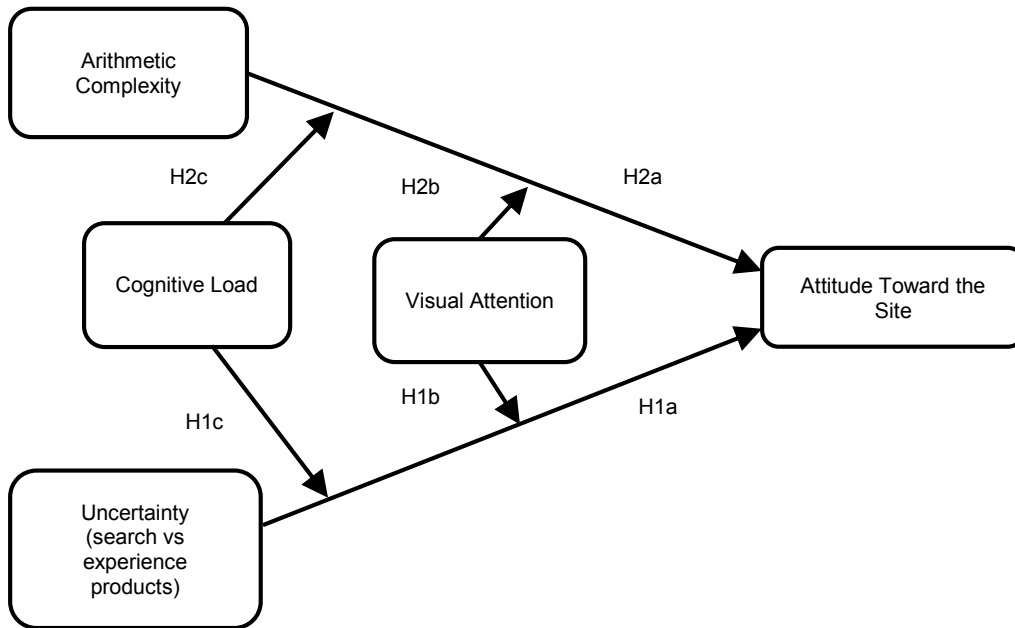 Arithmetic
Complexity
H2c
H2b
H2a
Cognitive Load
Visual Attention
Attitude Toward the
Site
H1c
H1b
H1a
Uncertainty
(search vs
experience
products)